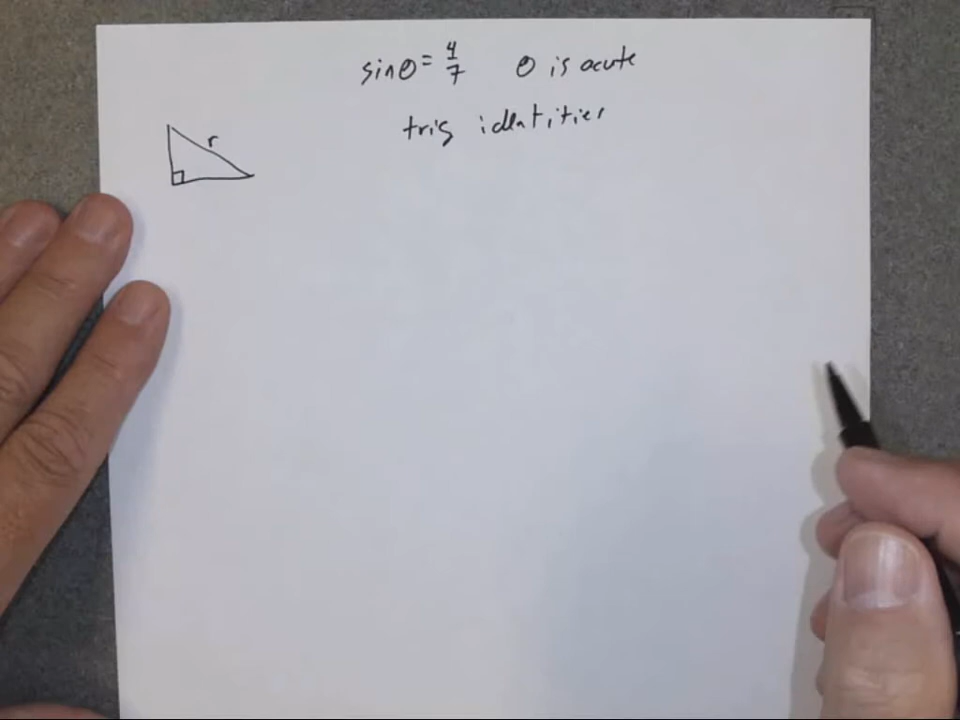 sinθ = 4/7 θ is acute
trig identities
r